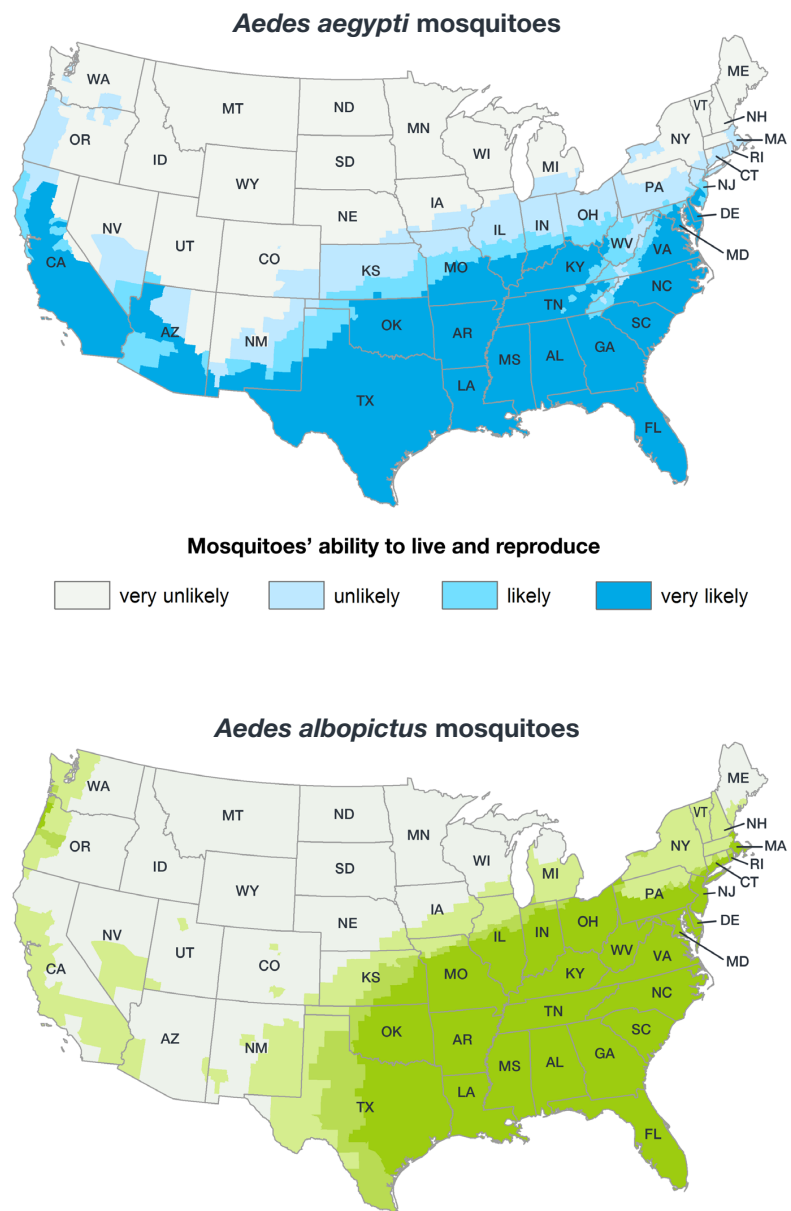 Aedes aegypti mosquitoes
WA
MT
ND
MN
ME
VT
NH
OR
ID
SD
WI
NY
MA
MI
RI
WY
CT
IA
PA
NJ
NE
NV
IL
IN
OH
DE
UT
CO
WV
MD
CA
KS
MO
KY
VA
NC
TN
OK
AZ
AR
SC
NM
MS
AL
GA
LA
TX
FL
Mosquitoes’ ability to live and reproduce
very unlikely
unlikely
likely
very likely
Aedes albopictus mosquitoes
WA
MT
ND
MN
ME
VT
NH
OR
ID
SD
WI
NY
MA
MI
RI
WY
CT
IA
PA
NJ
NE
NV
IL
IN
OH
DE
UT
CO
WV
MD
CA
KS
MO
KY
VA
NC
TN
OK
AZ
AR
SC
NM
MS
AL
GA
LA
TX
FL